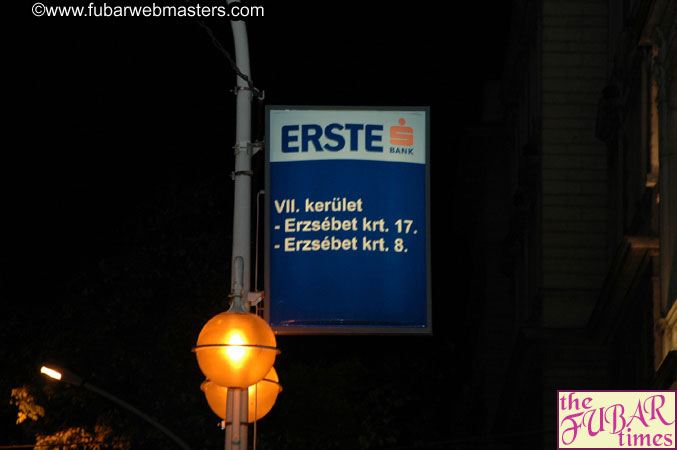 ©www.fubarwebmasters.com
ERSTE
BANK
VII. kerület
- Erzsébet krt. 17.
- Erzsébet krt. 8.
the
FUBAR
times